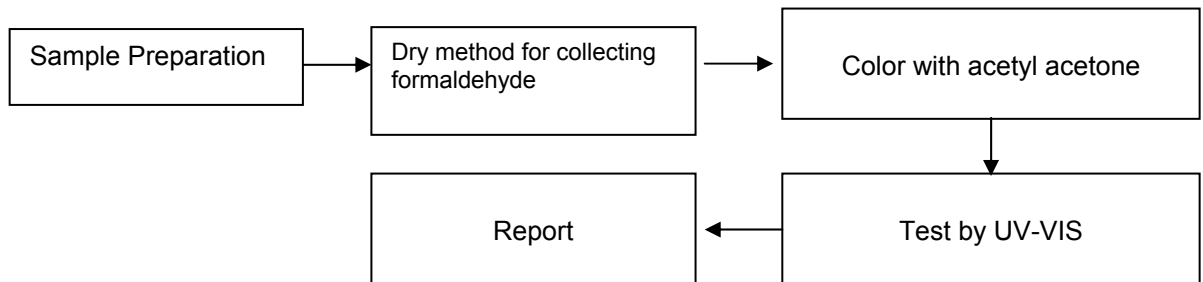 Sample Preparation
Dry method for collecting
formaldehyde
Color with acetyl acetone
Test by UV-VIS
Report